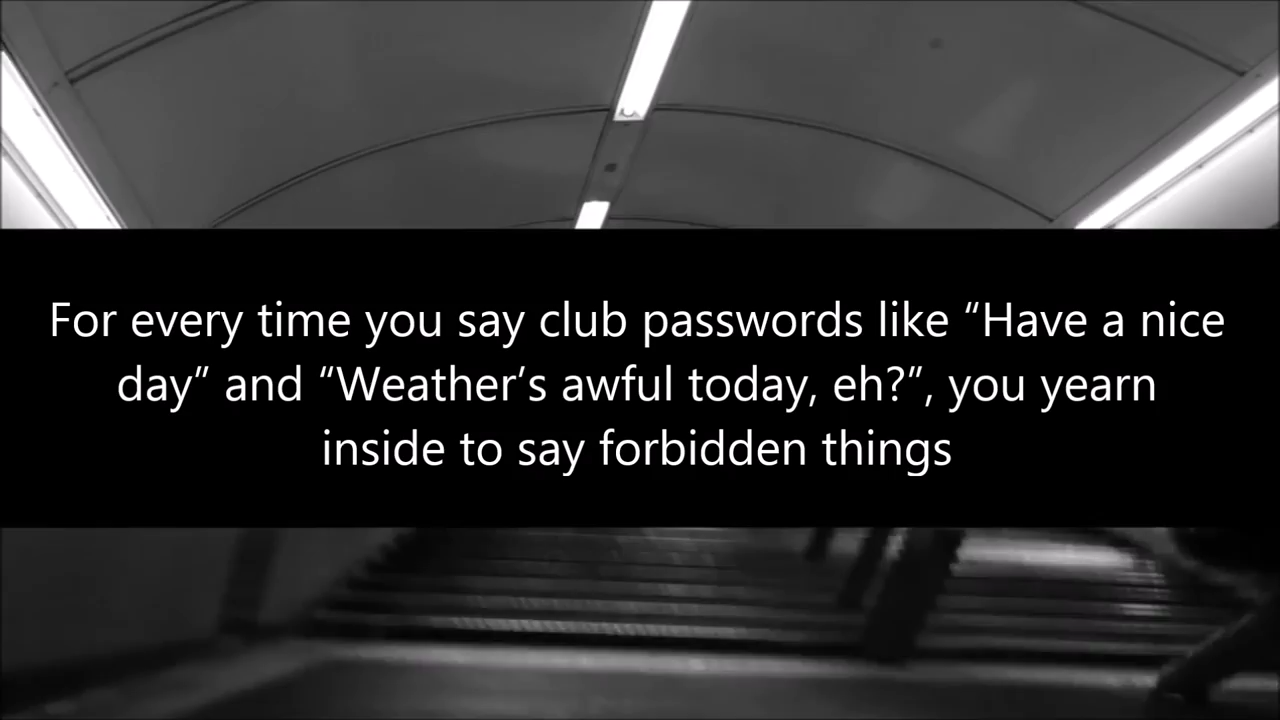 For every time you say club passwords like “Have a nice
day” and “Weather’s awful today, eh?”, you yearn
inside to say forbidden things